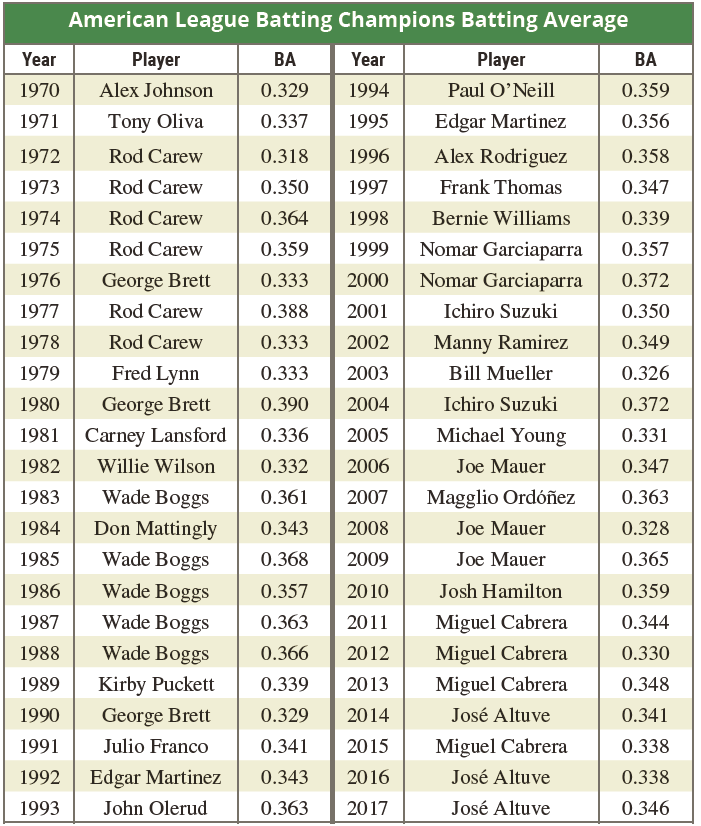 American League Batting Champions Batting Average
Year Player BA Year Player BA
1970 Alex Johnson 0.329 1994 Paul O’Neill 0.359
1971 Tony Oliva 0.337 1995 Edgar Martinez 0.356
1972 Rod Carew 0.318 1996 Alex Rodriguez 0.358
1973 Rod Carew 0.350 1997 Frank Thomas 0.347
1974 Rod Carew 0.364 1998 Bernie Williams 0.339
1975 Rod Carew 0.359 1999 Nomar Garciaparra 0.357
1976 George Brett 0.333 2000 Nomar Garciaparra 0.372
1977 Rod Carew 0.388 2001 Ichiro Suzuki 0.350
1978 Rod Carew 0.333 2002 Manny Ramirez 0.349
1979 Fred Lynn 0.333 2003 Bill Mueller 0.326
1980 George Brett 0.390 2004 Ichiro Suzuki 0.372
1981 Carney Lansford 0.336 2005 Michael Young 0.331
1982 Willie Wilson 0.332 2006 Joe Mauer 0.347
1983 Wade Boggs 0.361 2007 Magglio Ordóñez 0.363
1984 Don Mattingly 0.343 2008 Joe Mauer 0.328
1985 Wade Boggs 0.368 2009 Joe Mauer 0.365
1986 Wade Boggs 0.357 2010 Josh Hamilton 0.359
1987 Wade Boggs 0.363 2011 Miguel Cabrera 0.344
1988 Wade Boggs 0.366 2012 Miguel Cabrera 0.330
1989 Kirby Puckett 0.339 2013 Miguel Cabrera 0.348
1990 George Brett 0.329 2014 José Altuve 0.341
1991 Julio Franco 0.341 2015 Miguel Cabrera 0.338
1992 Edgar Martinez 0.343 2016 José Altuve 0.338
1993 John Olerud 0.363 2017 José Altuve 0.346